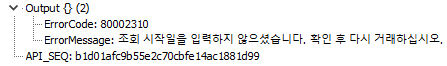 Output {} (2)
ErrorCode: 80002310
ErrorMessage: 조회 시작일을 입력하지 않으셨습니다. 확인 후 다시 거래하십시오.
API_SEQ: b1d01afc9b55e2c70cbfe14ac1881d99